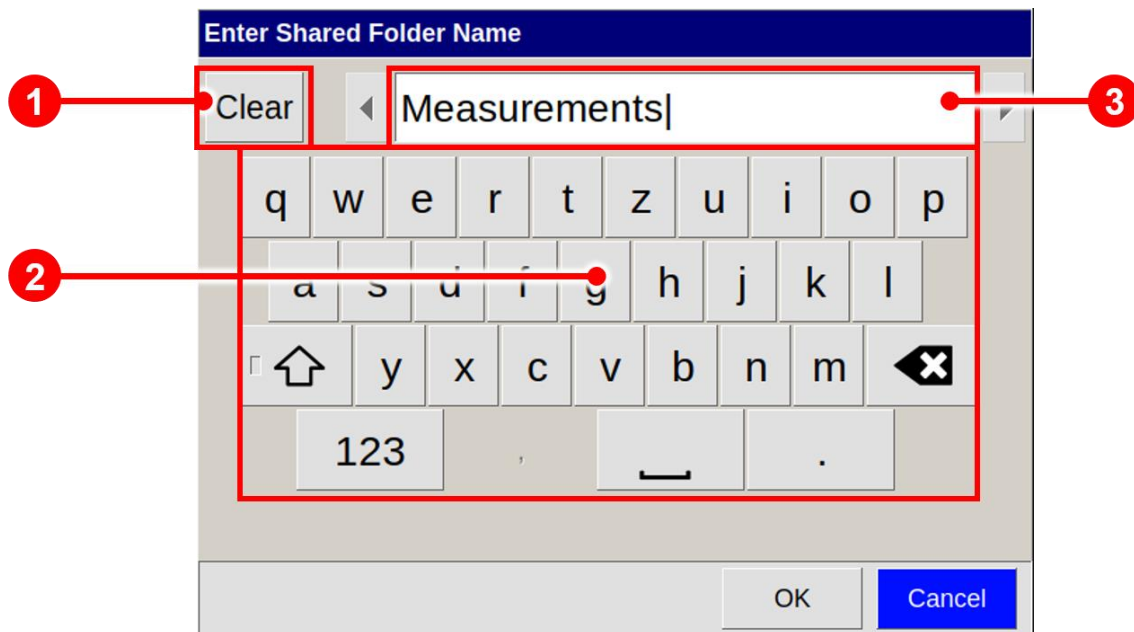 Enter Shared Folder Name
1 Clear Measurements| 3
q w e r t z u i o p
2 a s d f g h j k l
y x c v b n m
123 , .
OK Cancel